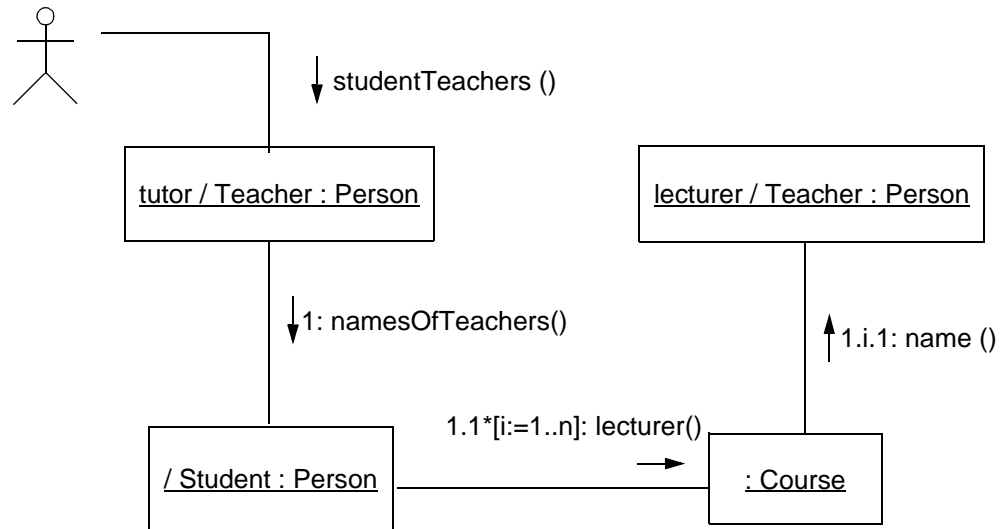 studentTeachers ()
tutor / Teacher : Person
lecturer / Teacher : Person
1: namesOfTeachers()
1.i.1: name ()
1.1*[i:=1..n]: lecturer()
/ Student : Person
: Course